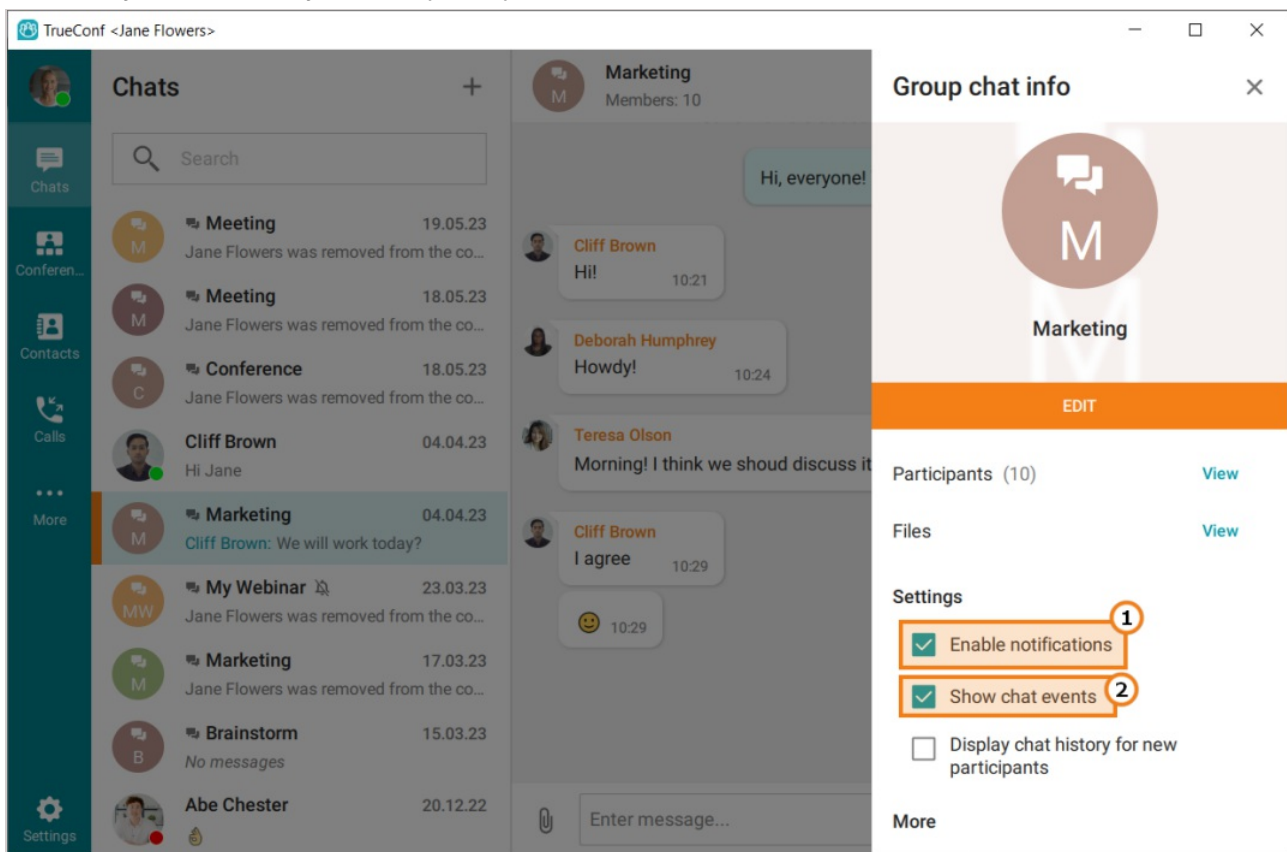 TrueConf <Jane Flowers>
Chats
Conferen...
Contacts
Calls
More
Settings
Chats
Search
M
Meeting 19.05.23
Jane Flowers was removed from the co...
M
Meeting 18.05.23
Jane Flowers was removed from the co...
C
Conference 18.05.23
Jane Flowers was removed from the co...
Cliff Brown 04.04.23
Hi Jane
M
Marketing 04.04.23
Cliff Brown: We will work today?
MW
My Webinar 23.03.23
Jane Flowers was removed from the co...
M
Marketing 17.03.23
Jane Flowers was removed from the co...
B
Brainstorm 15.03.23
No messages
Abe Chester 20.12.22
M
Marketing
Members: 10
Hi, everyone!
Cliff Brown
Hi! 10:21
Deborah Humphrey
Howdy! 10:24
Teresa Olson
Morning! I think we shoud discuss it
Cliff Brown
I agree 10:29
10:29
Enter message...
Group chat info
M
M
Marketing
EDIT
Participants (10) View
Files View
Settings
1
Enable notifications
Show chat events 2
Display chat history for new
participants
More